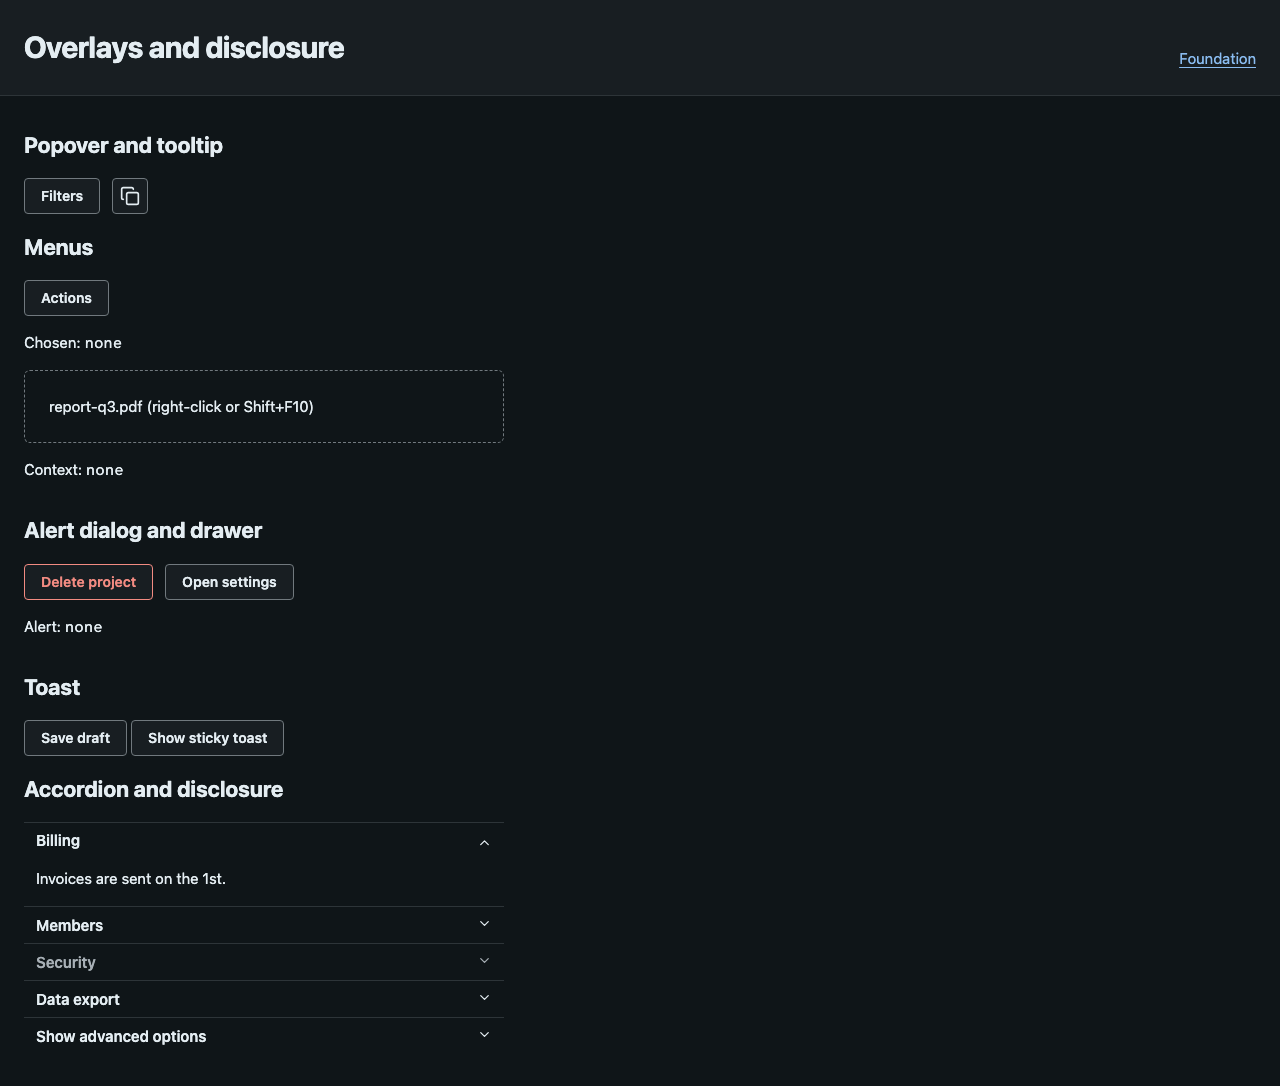 Overlays and disclosure
Foundation
Popover and tooltip
Filters
Menus
Actions
Chosen: none
report-q3.pdf (right-click or Shift+F10)
Context: none
Alert dialog and drawer
Delete project
Open settings
Alert: none
Toast
Save draft
Show sticky toast
Accordion and disclosure
Billing
Invoices are sent on the 1st.
Members
Security
Data export
Show advanced options